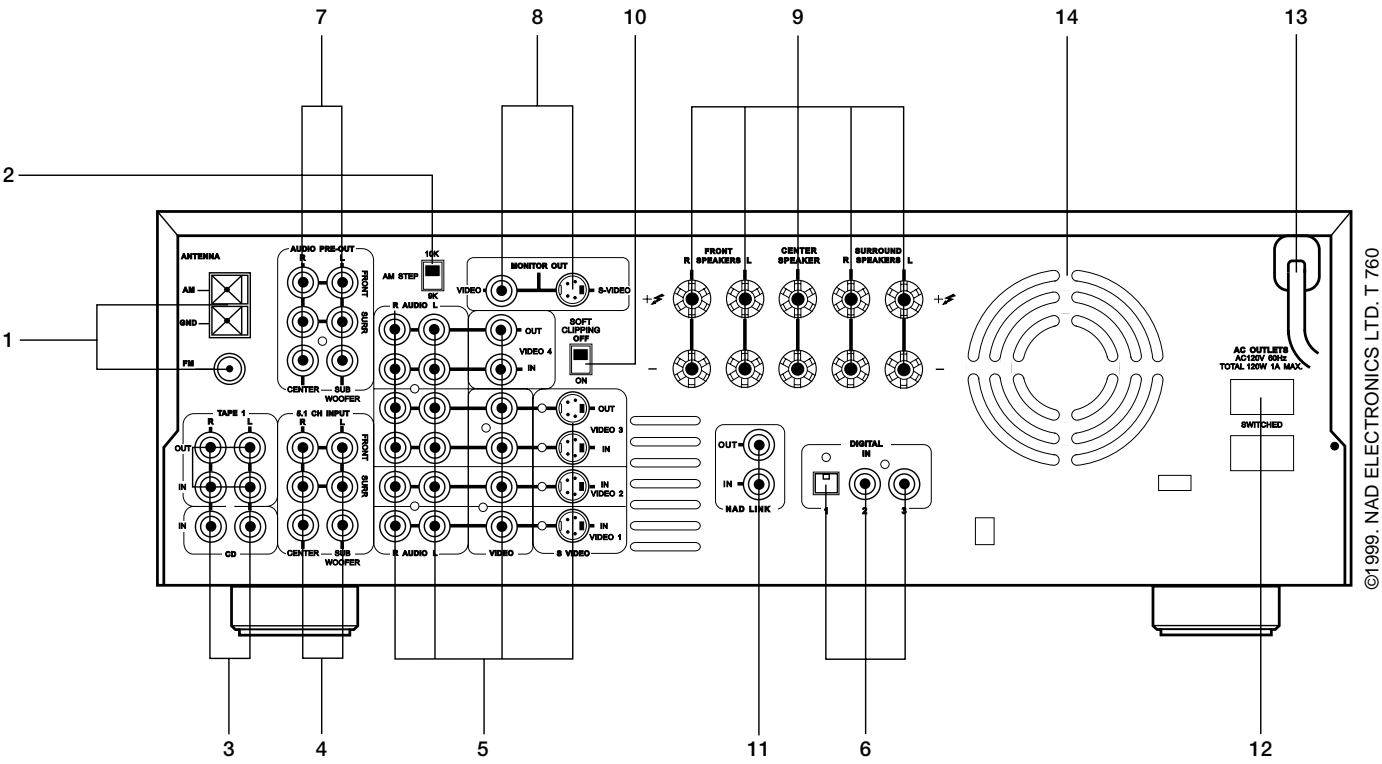 7
8
10
9
14
13
2
1
ANTENNA
AM
GND
FM
AUDIO PRE-OUT
R L
FRONT
SURR
CENTER
SUB
WOOFER
10K
AM STEP
9K
MONITOR OUT
VIDEO
S-VIDEO
R AUDIO L
OUT
VIDEO 4
IN
SOFT
CLIPPING
OFF
ON
OUT
VIDEO 3
IN
IN
VIDEO 2
IN
VIDEO 1
R AUDIO L
VIDEO
S VIDEO
TAPE 1
R L
OUT
IN
IN
CD
5.1 CH INPUT
R L
FRONT
SURR
CENTER
SUB
WOOFER
FRONT
R SPEAKERS L
CENTER
SPEAKER
SURROUND
R SPEAKERS L
+
+
–
–
OUT
IN
NAD LINK
DIGITAL
IN
1 2 3
AC OUTLETS
AC120V 60Hz
TOTAL 120W 1A MAX.
SWITCHED
3
4
5
11
6
12
©1999. NAD ELECTRONICS LTD. T 760